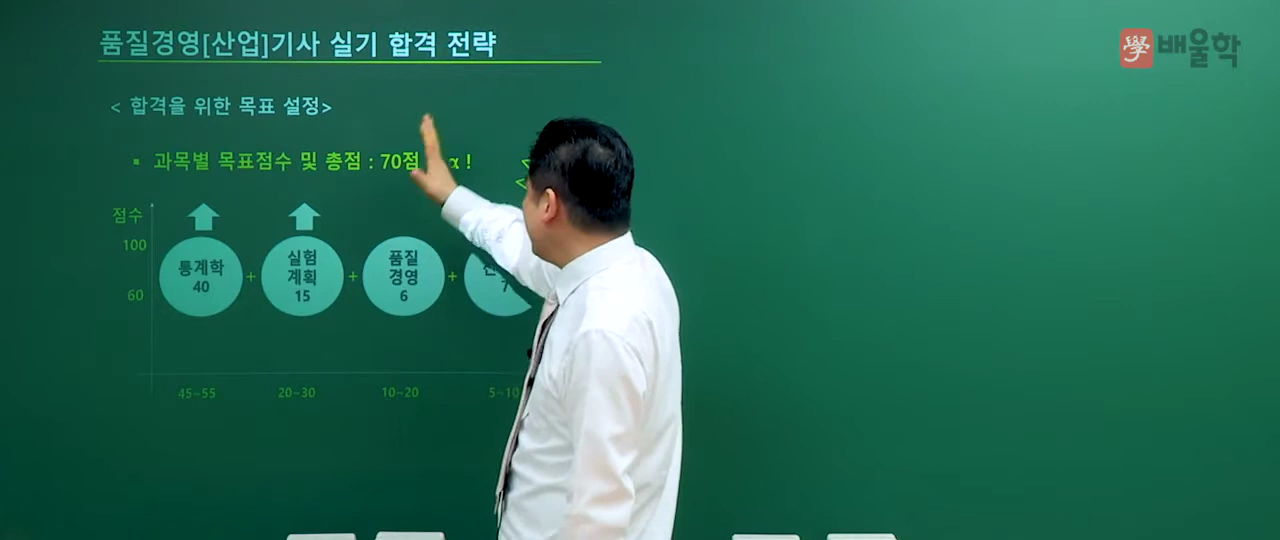 품질경영[산업]기사 실기 합격 전략
學 배울학
< 합격을 위한 목표 설정>
▪ 과목별 목표점수 및 총점 : 70점 α !
<
<
점수
100
60
통계학
40
+
실험
계획
15
+
품질
경영
6
+
7
45~55
20~30
10~20
5~10